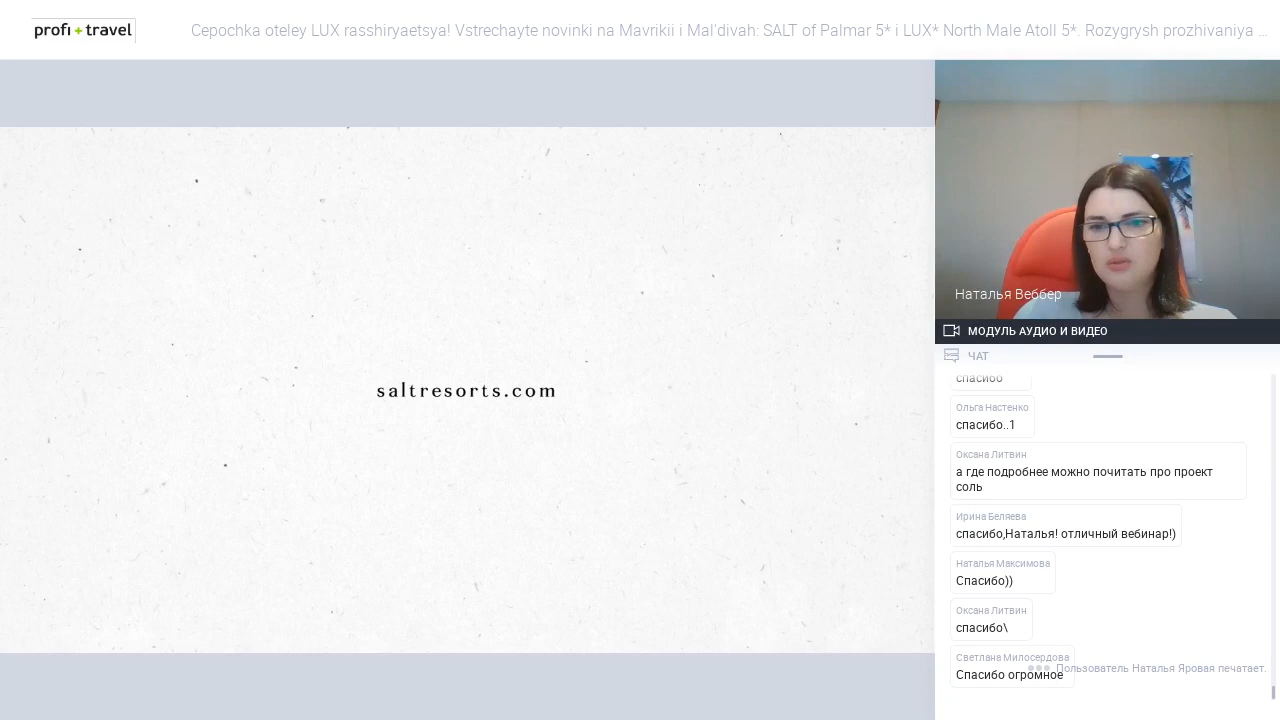 profi + travel
Cepochka oteley LUX rasshiryaetsya! Vstrechayte novinki na Mavrikii i Mal'divah: SALT of Palmar 5* i LUX* North Male Atoll 5*. Rozygrysh prozhivaniya ...
saltresorts.com
Наталья Веббер
МОДУЛЬ АУДИО И ВИДЕО
ЧАТ
спасибо
Ольга Настенко
спасибо..1
Оксана Литвин
а где подробнее можно почитать про проект
соль
Ирина Беляева
спасибо,Наталья! отличный вебинар!)
Наталья Максимова
Спасибо))
Оксана Литвин
спасибо\
Светлана Милосердова
Спасибо огромное
Пользователь Наталья Яровая печатает.